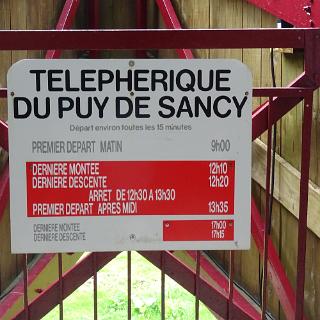 TELEPHERIQUE
DU PUY DE SANCY
Départ environ toutes les 15 minutes
PREMIER DEPART MATIN 9h00
DERNIERE MONTEE 12h10
DERNIERE DESCENTE 12h20
ARRET DE 12H30 A 13H30
PREMIER DEPART APRES MIDI 13h35
DERNIERE MONTEE 17h00
DERNIERE DESCENTE 17h15